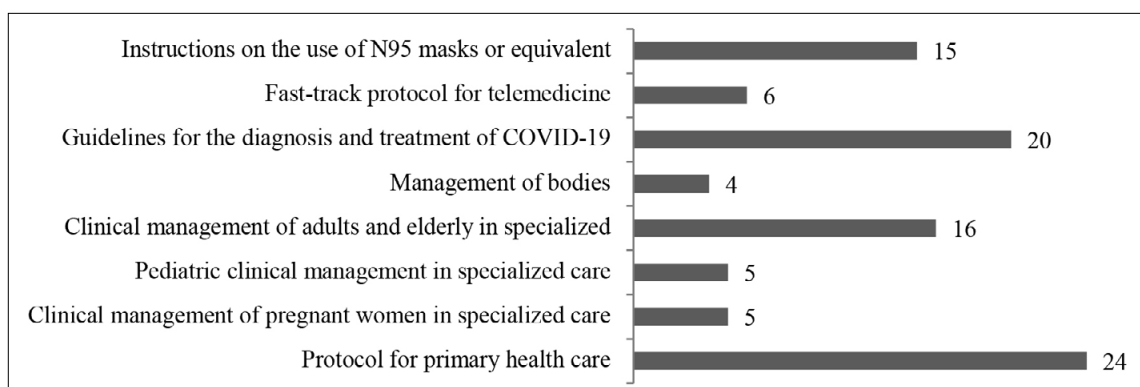 Instructions on the use of N95 masks or equivalent 15
Fast-track protocol for telemedicine 6
Guidelines for the diagnosis and treatment of COVID-19 20
Management of bodies 4
Clinical management of adults and elderly in specialized 16
Pediatric clinical management in specialized care 5
Clinical management of pregnant women in specialized care 5
Protocol for primary health care 24